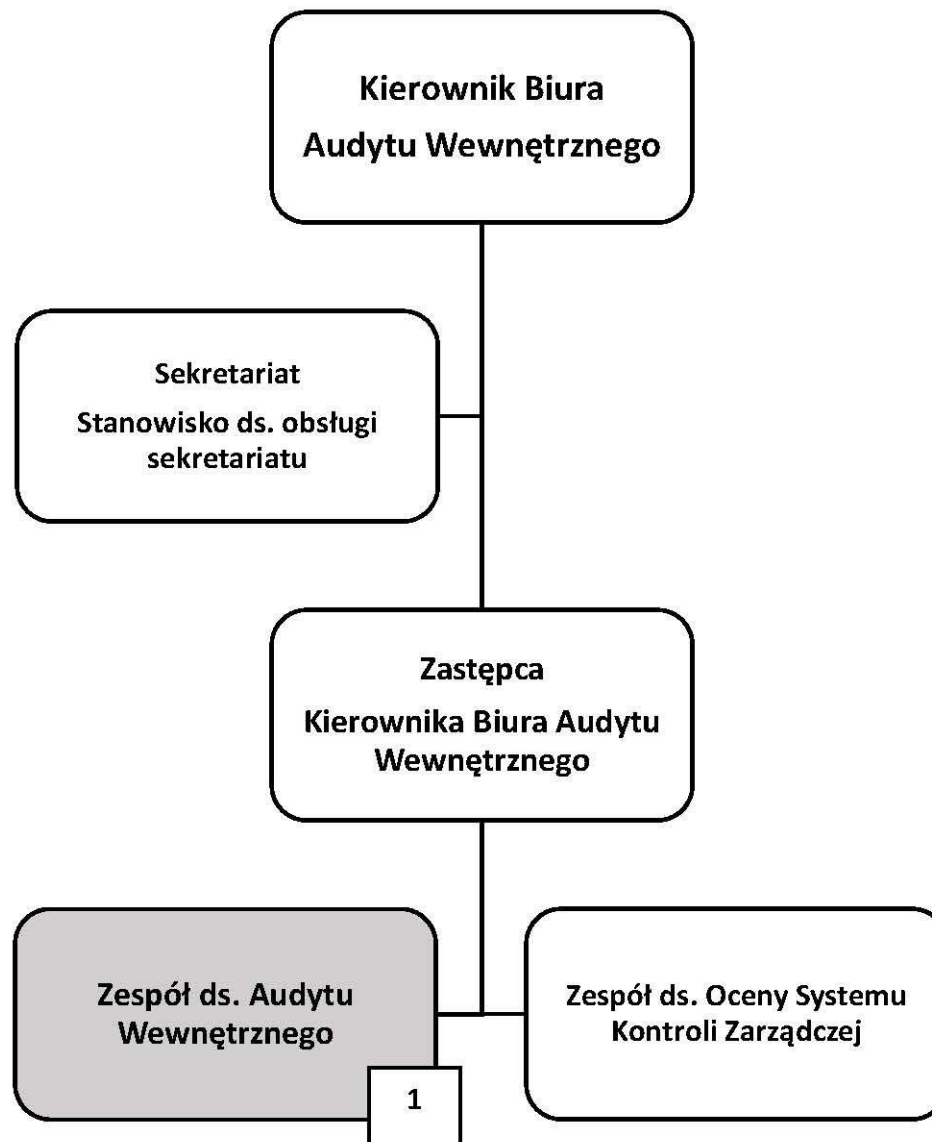 Kierownik Biura
Audytu Wewnętrznego
Sekretariat
Stanowisko ds. obsługi
sekretariatu
Zastępca
Kierownika Biura Audytu
Wewnętrznego
Zespół ds. Audytu
Wewnętrznego
Zespół ds. Oceny Systemu
Kontroli Zarządczej
1